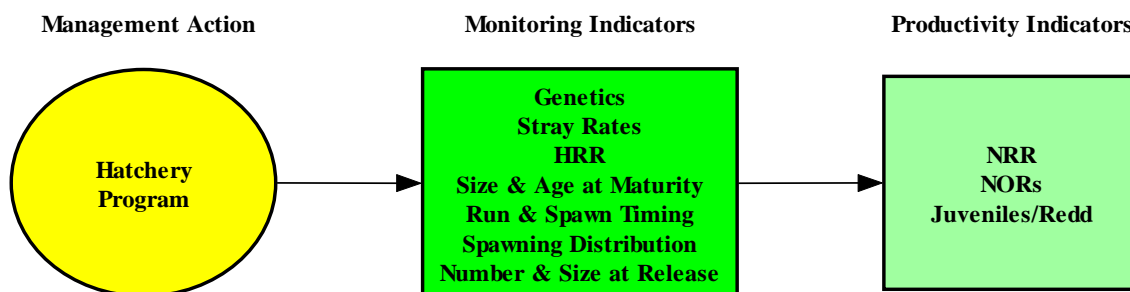 Management Action
Monitoring Indicators
Productivity Indicators
Hatchery
Program
Genetics
Stray Rates
HRR
Size & Age at Maturity
Run & Spawn Timing
Spawning Distribution
Number & Size at Release
NRR
NORs
Juveniles/Redd